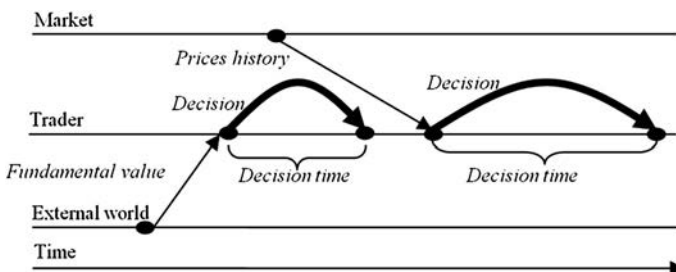 Market
Prices history
Decision
Decision
Trader
Fundamental value
Decision time
Decision time
External world
Time